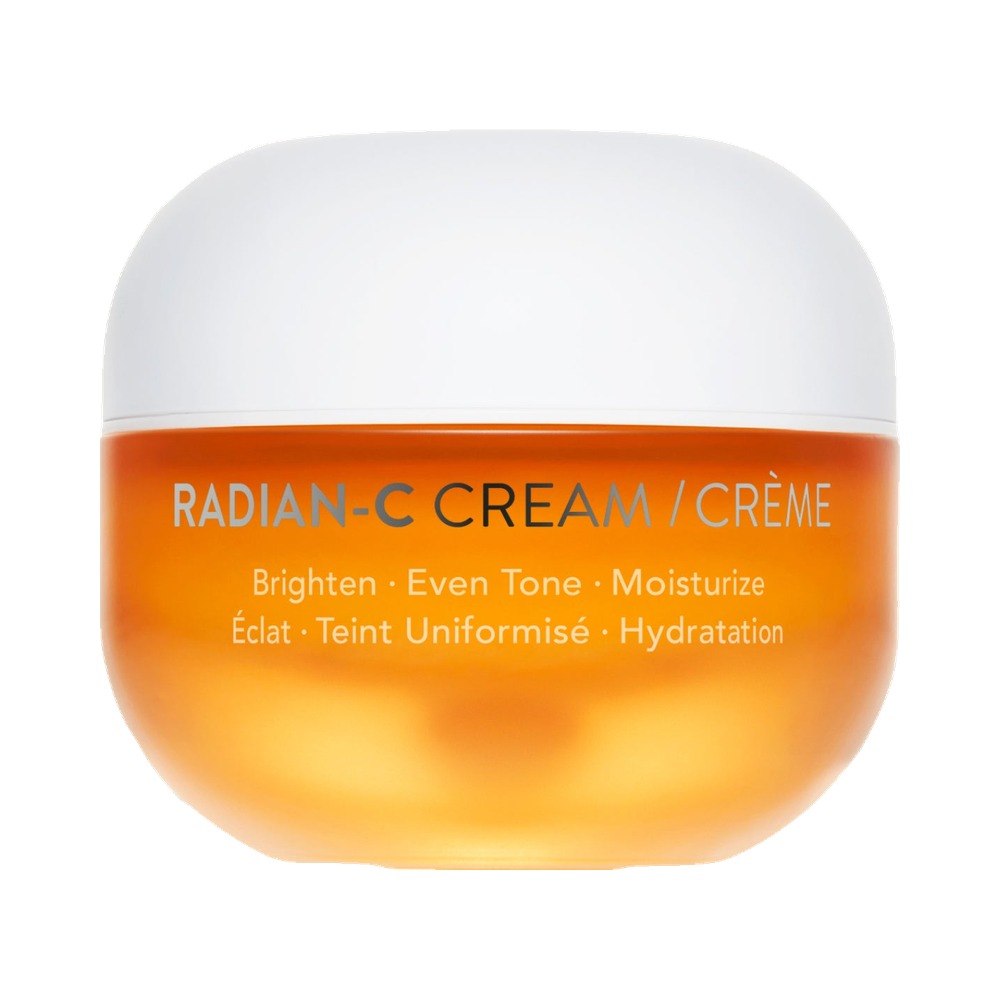 RADIAN-C CREAM / CRÈME
Brighten · Even Tone · Moisturize
Éclat · Teint Uniformisé · Hydratation